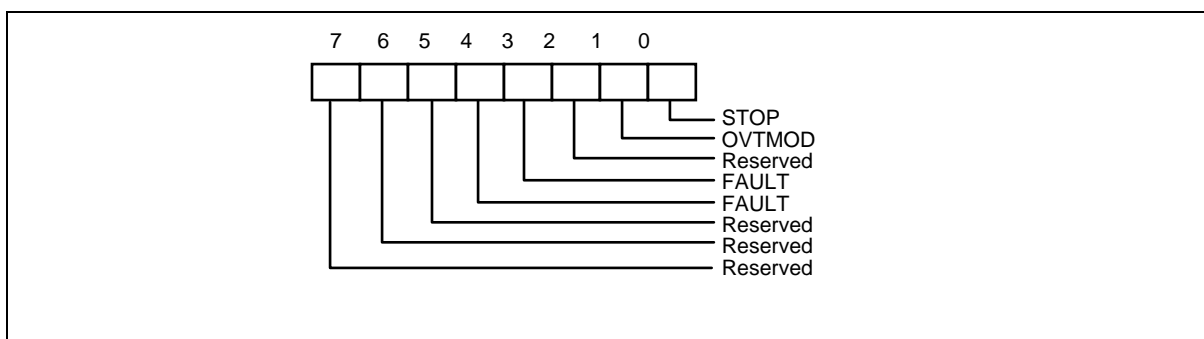 7 6 5 4 3 2 1 0
STOP
OVTMOD
Reserved
FAULT
FAULT
Reserved
Reserved
Reserved